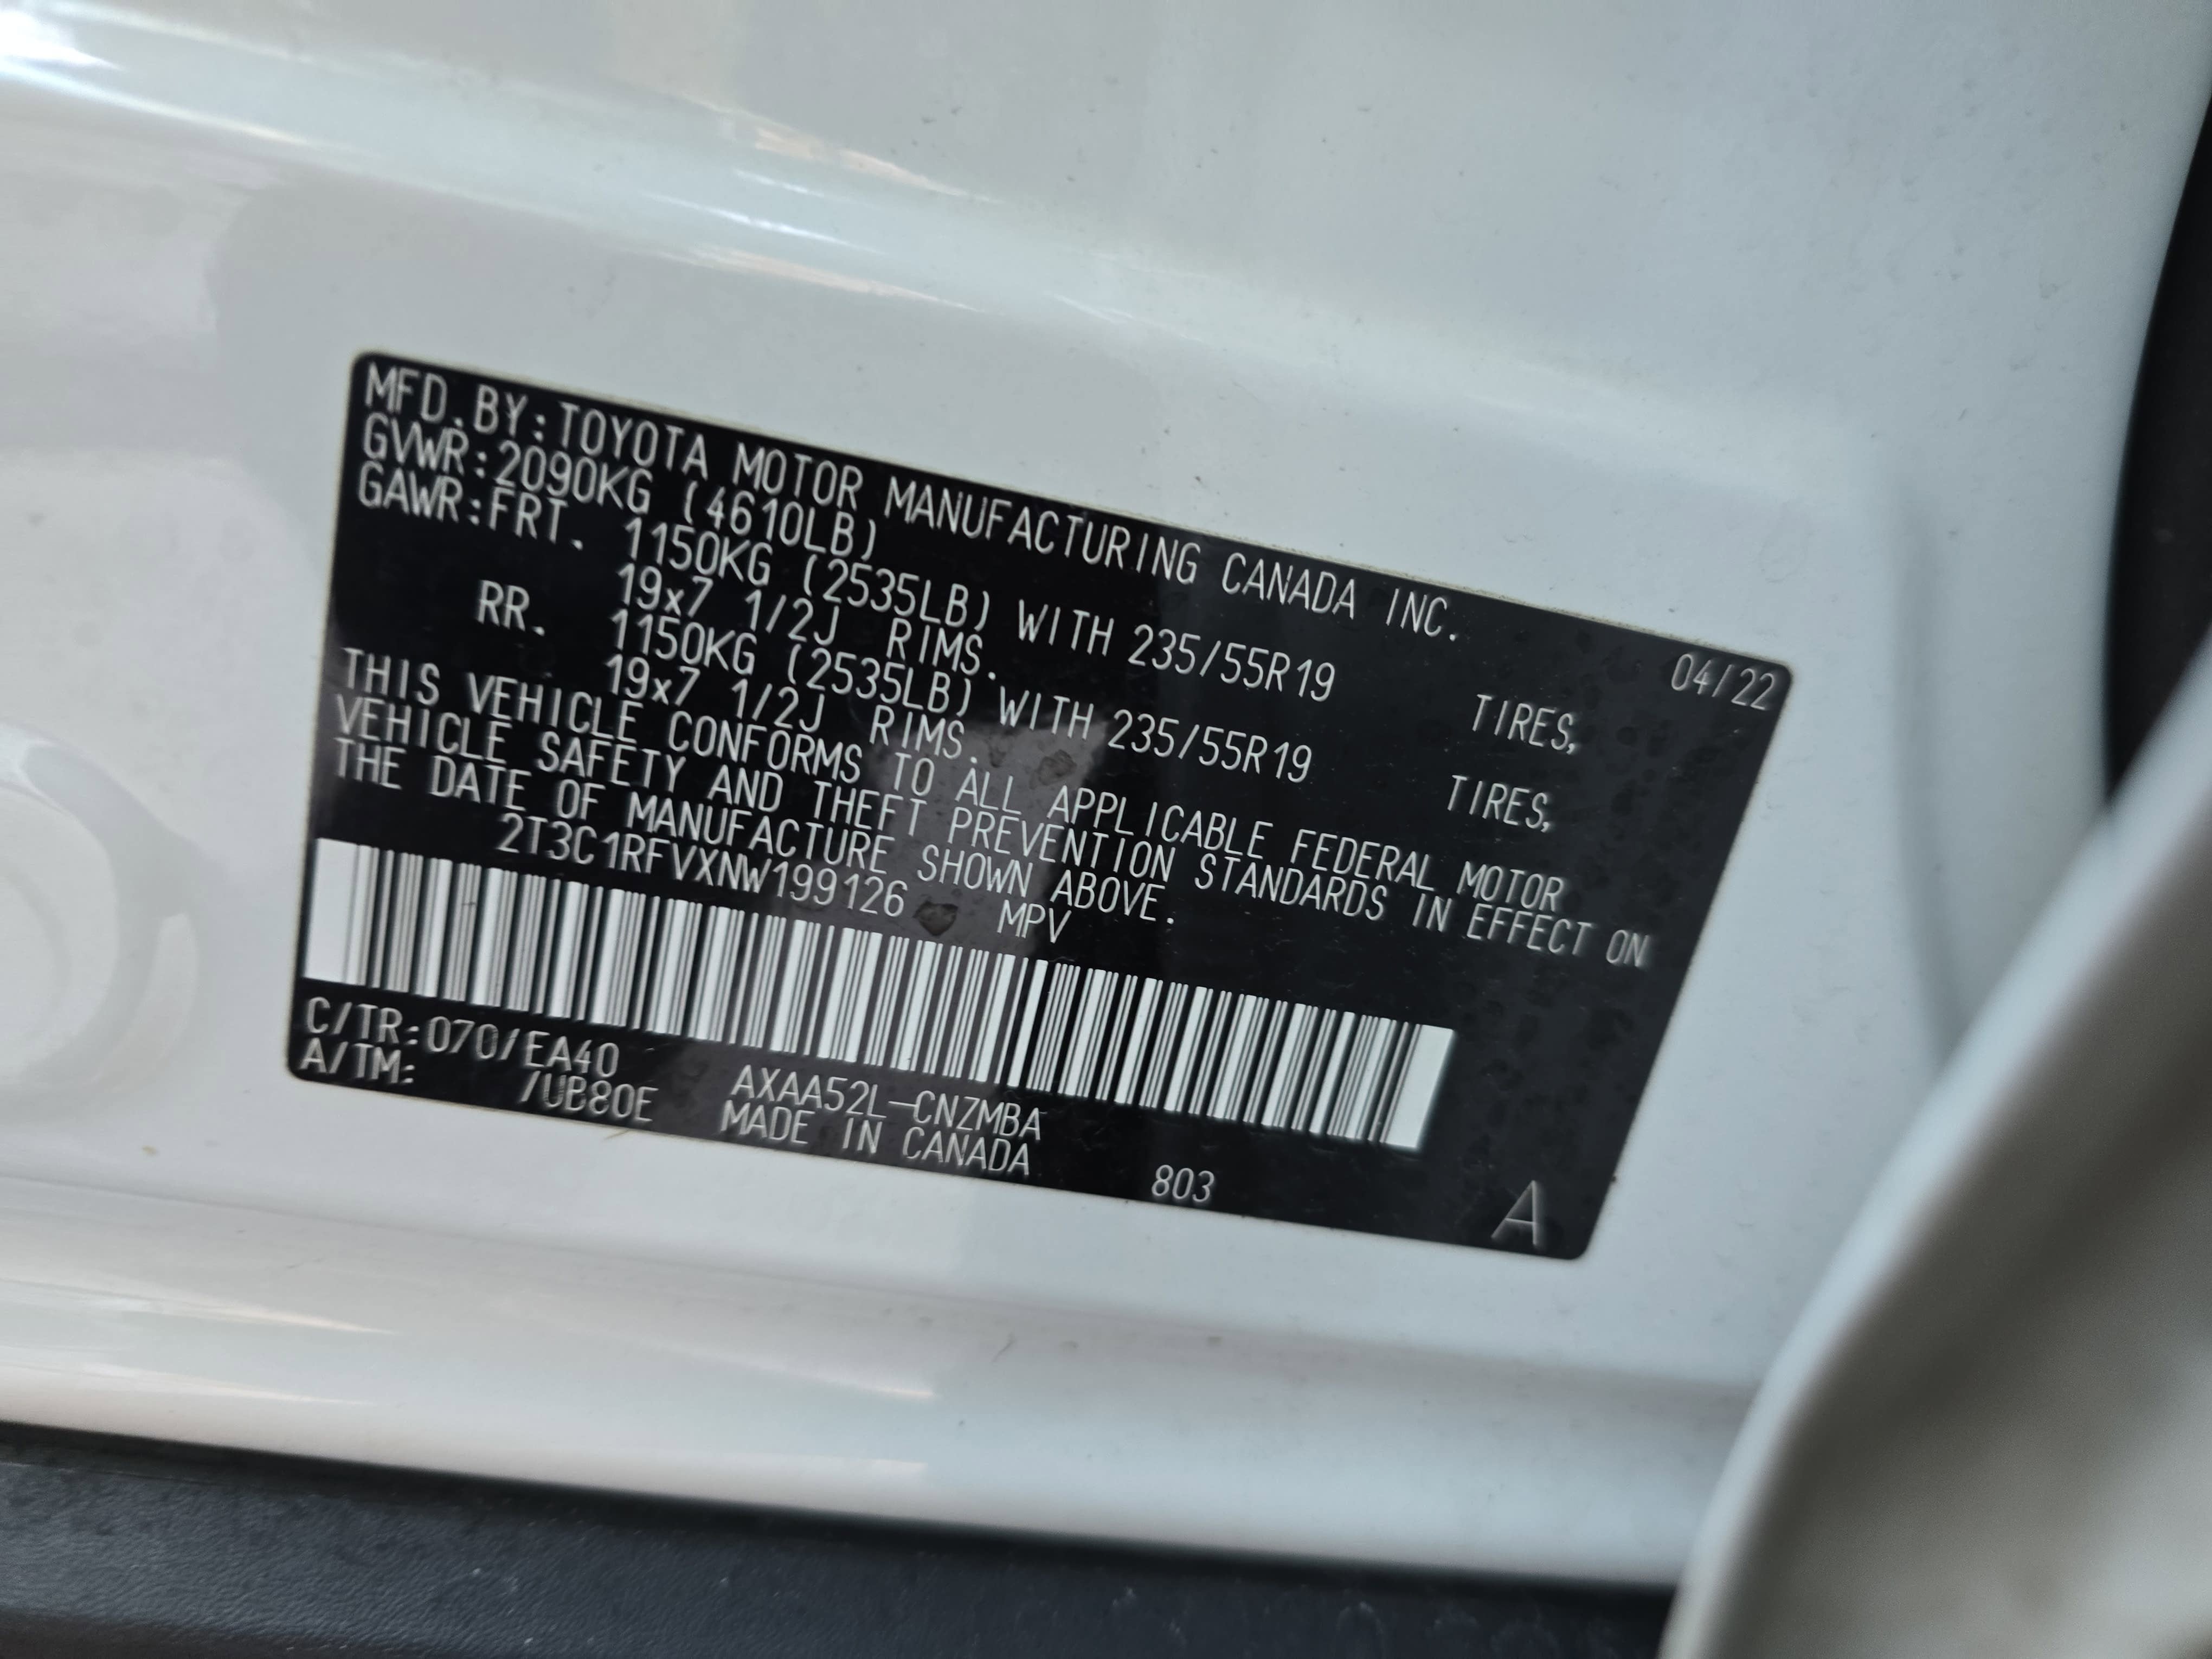 MFD.BY:TOYOTA MOTOR MANUFACTURING CANADA INC. 04/22
GVWR:2090KG (4610LB)
GAWR:FRT. 1150KG (2535LB) WITH 235/55R19 TIRES,
19x7 1/2J RIMS.
RR. 1150KG (2535LB) WITH 235/55R19 TIRES,
19x7 1/2J RIMS.
THIS VEHICLE CONFORMS TO ALL APPLICABLE FEDERAL MOTOR
VEHICLE SAFETY AND THEFT PREVENTION STANDARDS IN EFFECT ON
THE DATE OF MANUFACTURE SHOWN ABOVE.
2T3C1RFVXNW199126 MPV
C/TR:070/EA40 AXAA52L-CNZMBA
A/TM: /UB80E MADE IN CANADA 803 A